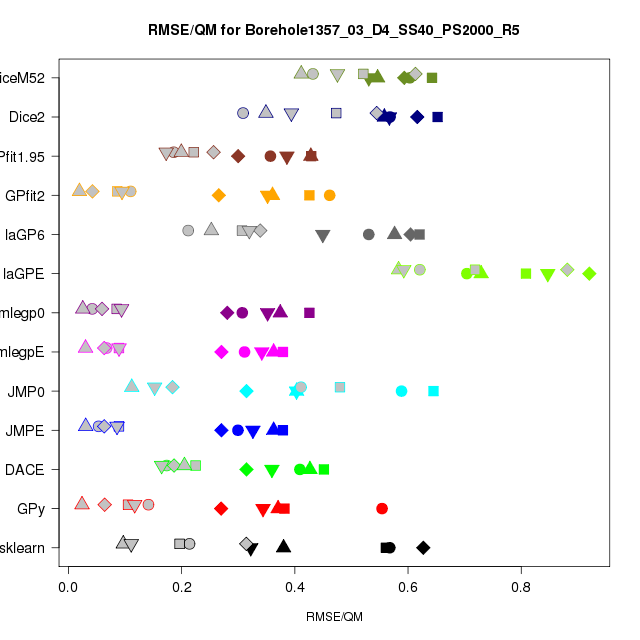 RMSE/QM for Borehole1357_03_D4_SS40_PS2000_R5
iceM52
Dice2
Pfit1.95
GPfit2
laGP6
laGPE
mlegp0
mlegpE
JMP0
JMPE
DACE
GPy
sklearn
0.0 0.2 0.4 0.6 0.8
RMSE/QM